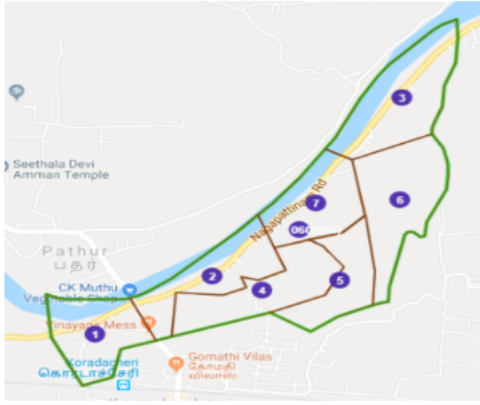 3
Seethala Devi
Amman Temple
6
Nagapattinam Rd
7
060
Pathur
பதூர்
2
CK Muthu
Vegetable Shop
4
5
Vinayaga Mess
1
Koradacheri
கொரடாச்சேரி
Gomathi Vilas
கோமதி
விலாஸ்